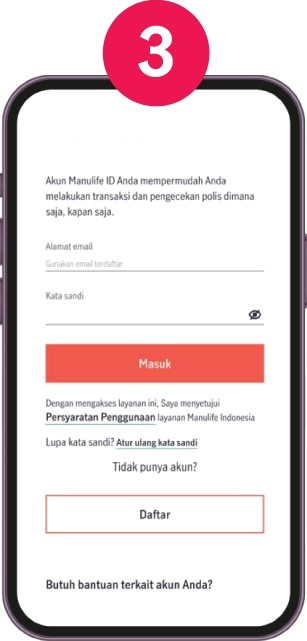 3
Akun Manulife ID Anda mempermudah Anda
melakukan transaksi dan pengecekan polis dimana
saja, kapan saja.
Alamat email
Gunakan email terdaftar
Kata sandi
Masuk
Dengan mengakses layanan ini, Saya menyetujui
Persyaratan Penggunaan layanan Manulife Indonesia
Lupa kata sandi? Atur ulang kata sandi
Tidak punya akun?
Daftar
Butuh bantuan terkait akun Anda?